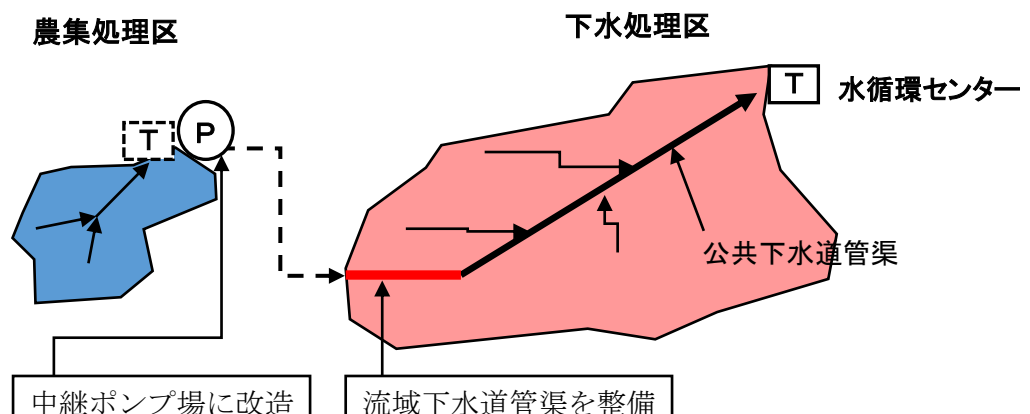 農集処理区
下水処理区
T
P
T
水循環センター
公共下水道管渠
中継ポンプ場に改造
流域下水道管渠を整備